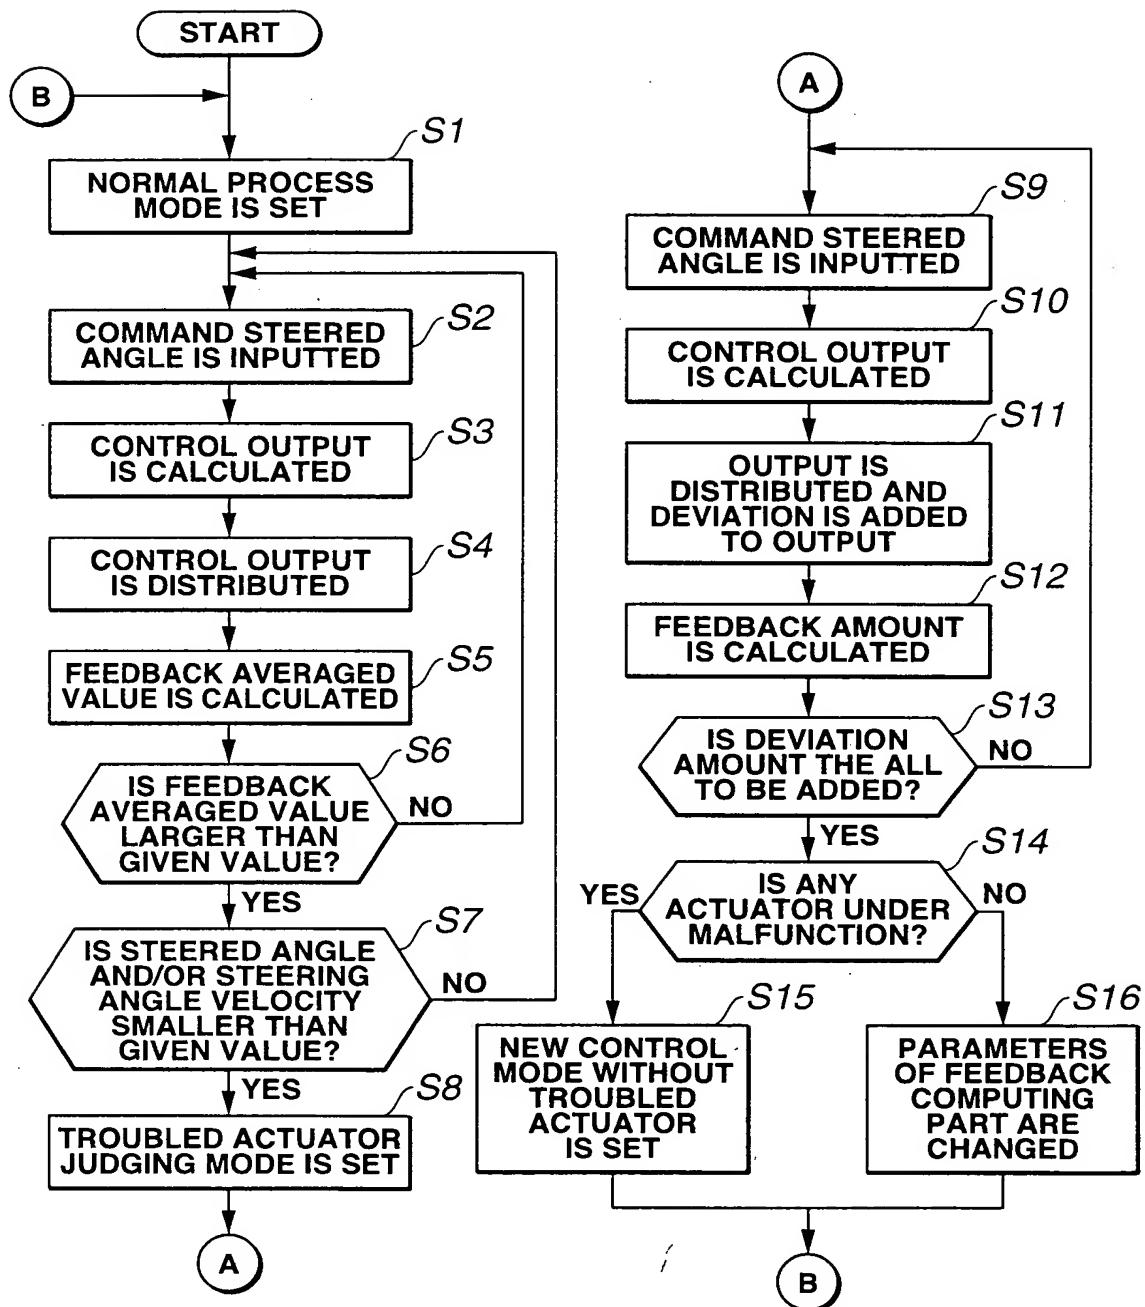 START
B
S1
NORMAL PROCESS
MODE IS SET
S2
COMMAND STEERED
ANGLE IS INPUTTED
S3
CONTROL OUTPUT
IS CALCULATED
S4
CONTROL OUTPUT
IS DISTRIBUTED
S5
FEEDBACK AVERAGED
VALUE IS CALCULATED
S6
IS FEEDBACK
AVERAGED VALUE
LARGER THAN
GIVEN VALUE?
NO
YES
S7
IS STEERED ANGLE
AND/OR STEERING
ANGLE VELOCITY
SMALLER THAN
GIVEN VALUE?
NO
YES
S8
TROUBLED ACTUATOR
JUDGING MODE IS SET
A
A
S9
COMMAND STEERED
ANGLE IS INPUTTED
S10
CONTROL OUTPUT
IS CALCULATED
S11
OUTPUT IS
DISTRIBUTED AND
DEVIATION IS ADDED
TO OUTPUT
S12
FEEDBACK AMOUNT
IS CALCULATED
S13
IS DEVIATION
AMOUNT THE ALL
TO BE ADDED?
NO
YES
S14
IS ANY
ACTUATOR UNDER
MALFUNCTION?
YES
NO
S15
NEW CONTROL
MODE WITHOUT
TROUBLED
ACTUATOR
IS SET
S16
PARAMETERS
OF FEEDBACK
COMPUTING
PART ARE
CHANGED
B